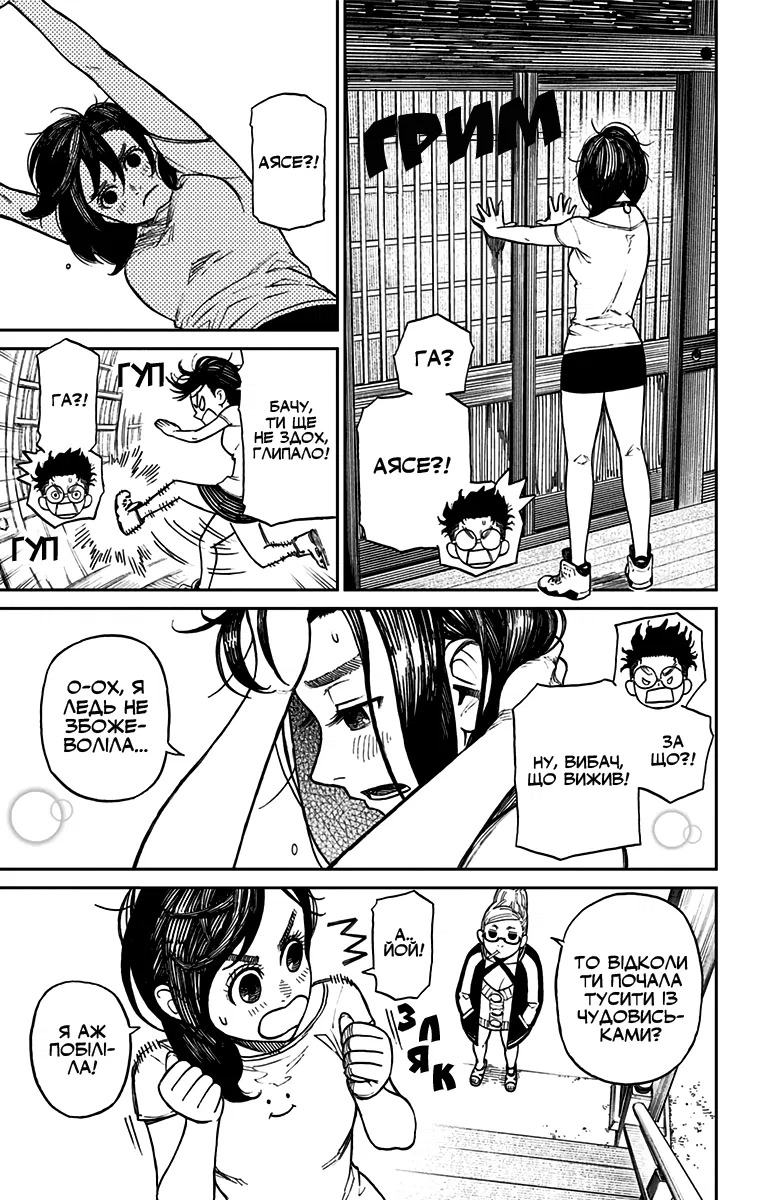 ГРИМ
ГА?
АЯСЕ?!
АЯСЕ?!
БАЧУ,
ТИ ЩЕ
НЕ ЗДОХ,
ГЛИПАЛО!
ГУП
ГА?!
ГУП
ЗА
ЩО?!
НУ, ВИБАЧ,
ЩО ВИЖИВ!
О-ОХ, Я
ЛЕДЬ НЕ
ЗБОЖЕ-
ВОЛІЛА...
ТО ВІДКОЛИ
ТИ ПОЧАЛА
ТУСИТИ ІЗ
ЧУДОВИСЬ-
КАМИ?
А..
ЙОЙ!
ЗЛЯК
Я АЖ
ПОБІЛІ-
ЛА!